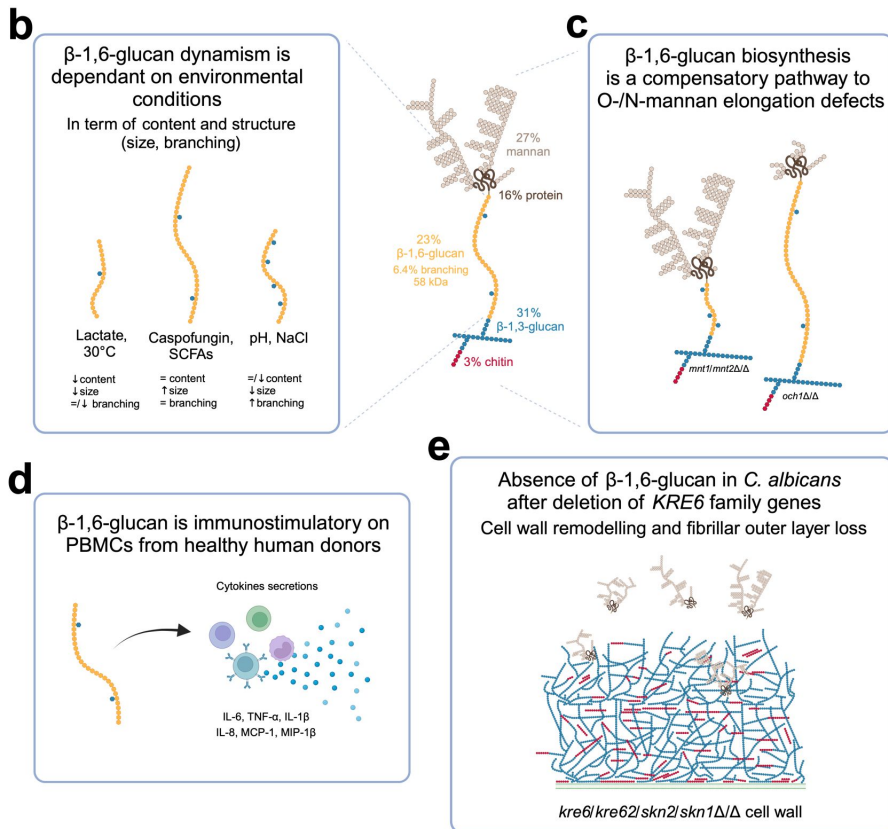 b
β-1,6-glucan dynamism is
dependant on environmental
conditions
In term of content and structure
(size, branching)
Lactate,
30°C
↓content
↓size
=/↓ branching
Caspofungin,
SCFAs
= content
↑size
= branching
pH, NaCl
=/↓content
↓size
↑branching
27%
mannan
16% protein
23%
β-1,6-glucan
6.4% branching
58 kDa
31%
β-1,3-glucan
3% chitin
c
β-1,6-glucan biosynthesis
is a compensatory pathway to
O-/N-mannan elongation defects
mnt1/mnt2Δ/Δ
och1Δ/Δ
d
β-1,6-glucan is immunostimulatory on
PBMCs from healthy human donors
Cytokines secretions
IL-6, TNF-α, IL-1β
IL-8, MCP-1, MIP-1β
e
Absence of β-1,6-glucan in C. albicans
after deletion of KRE6 family genes
Cell wall remodelling and fibrillar outer layer loss
kre6/kre62/skn2/skn1Δ/Δ cell wall